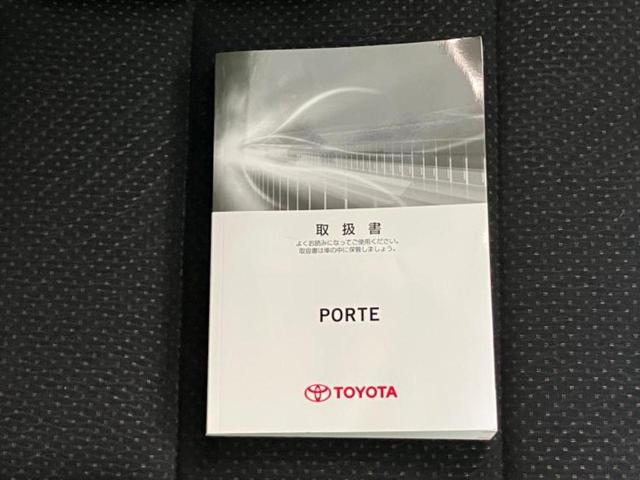 取扱書
よくお読みになってご使用ください。
取扱書は車の中に保管しましょう。
PORTE
TOYOTA